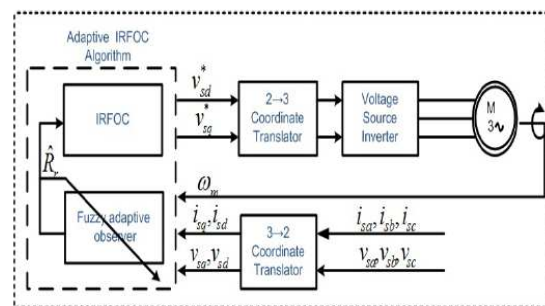 Adaptive IRFOC
Algorithm
IRFOC
v*sd
v*sq
2→3
Coordinate
Translator
Voltage
Source
Inverter
M
3~
R̂r
ωm
Fuzzy adaptive
observer
isq,isd
vsq,vsd
3→2
Coordinate
Translator
isa,isb,isc
vsa,vsb,vsc